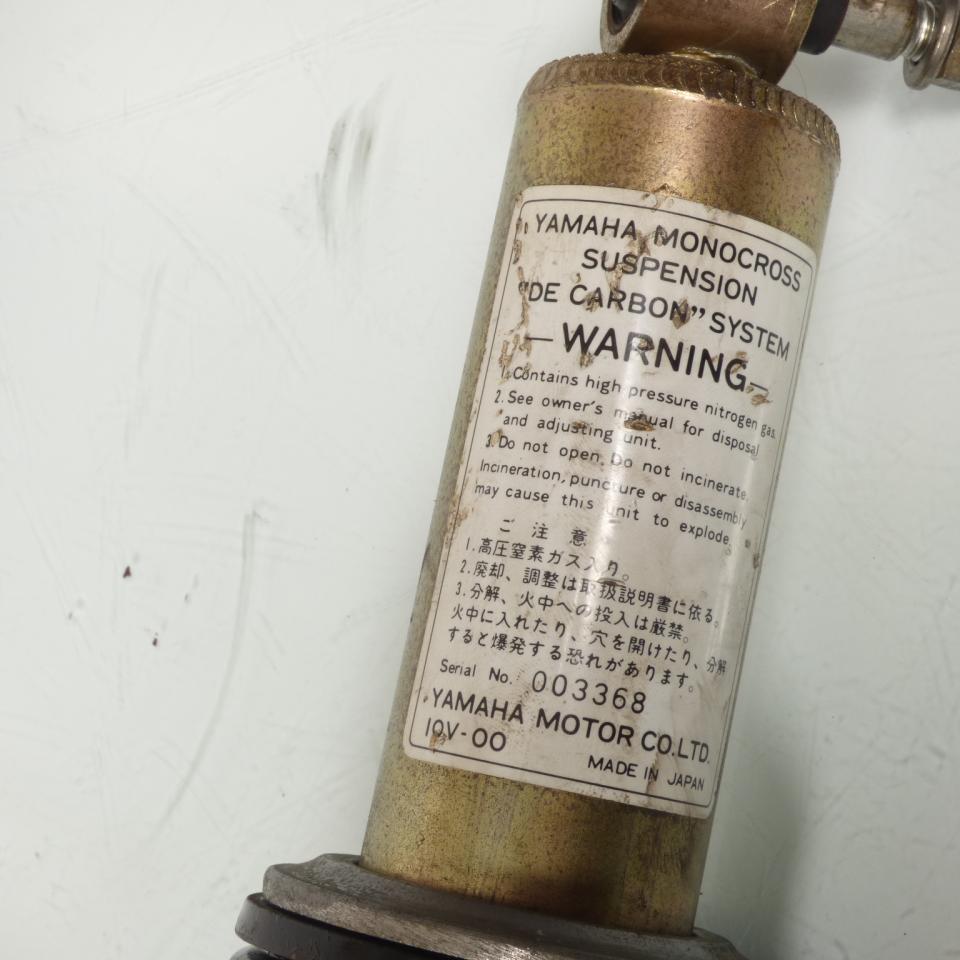 YAMAHA MONOCROSS
SUSPENSION
"DE CARBON" SYSTEM
—WARNING—
1. Contains high pressure nitrogen gas.
2. See owner's manual for disposal
and adjusting unit.
3. Do not open. Do not incinerate.
Incineration, puncture or disassembly
may cause this unit to explode.
ご注意
1. 高圧窒素ガス入り。
2. 廃却、調整は取扱説明書に依る。
3. 分解、火中への投入は厳禁。
火中に入れたり、穴を開けたり、分解
すると爆発する恐れがあります。
Serial No. 003368
YAMAHA MOTOR CO.LTD.
10V-00
MADE IN JAPAN